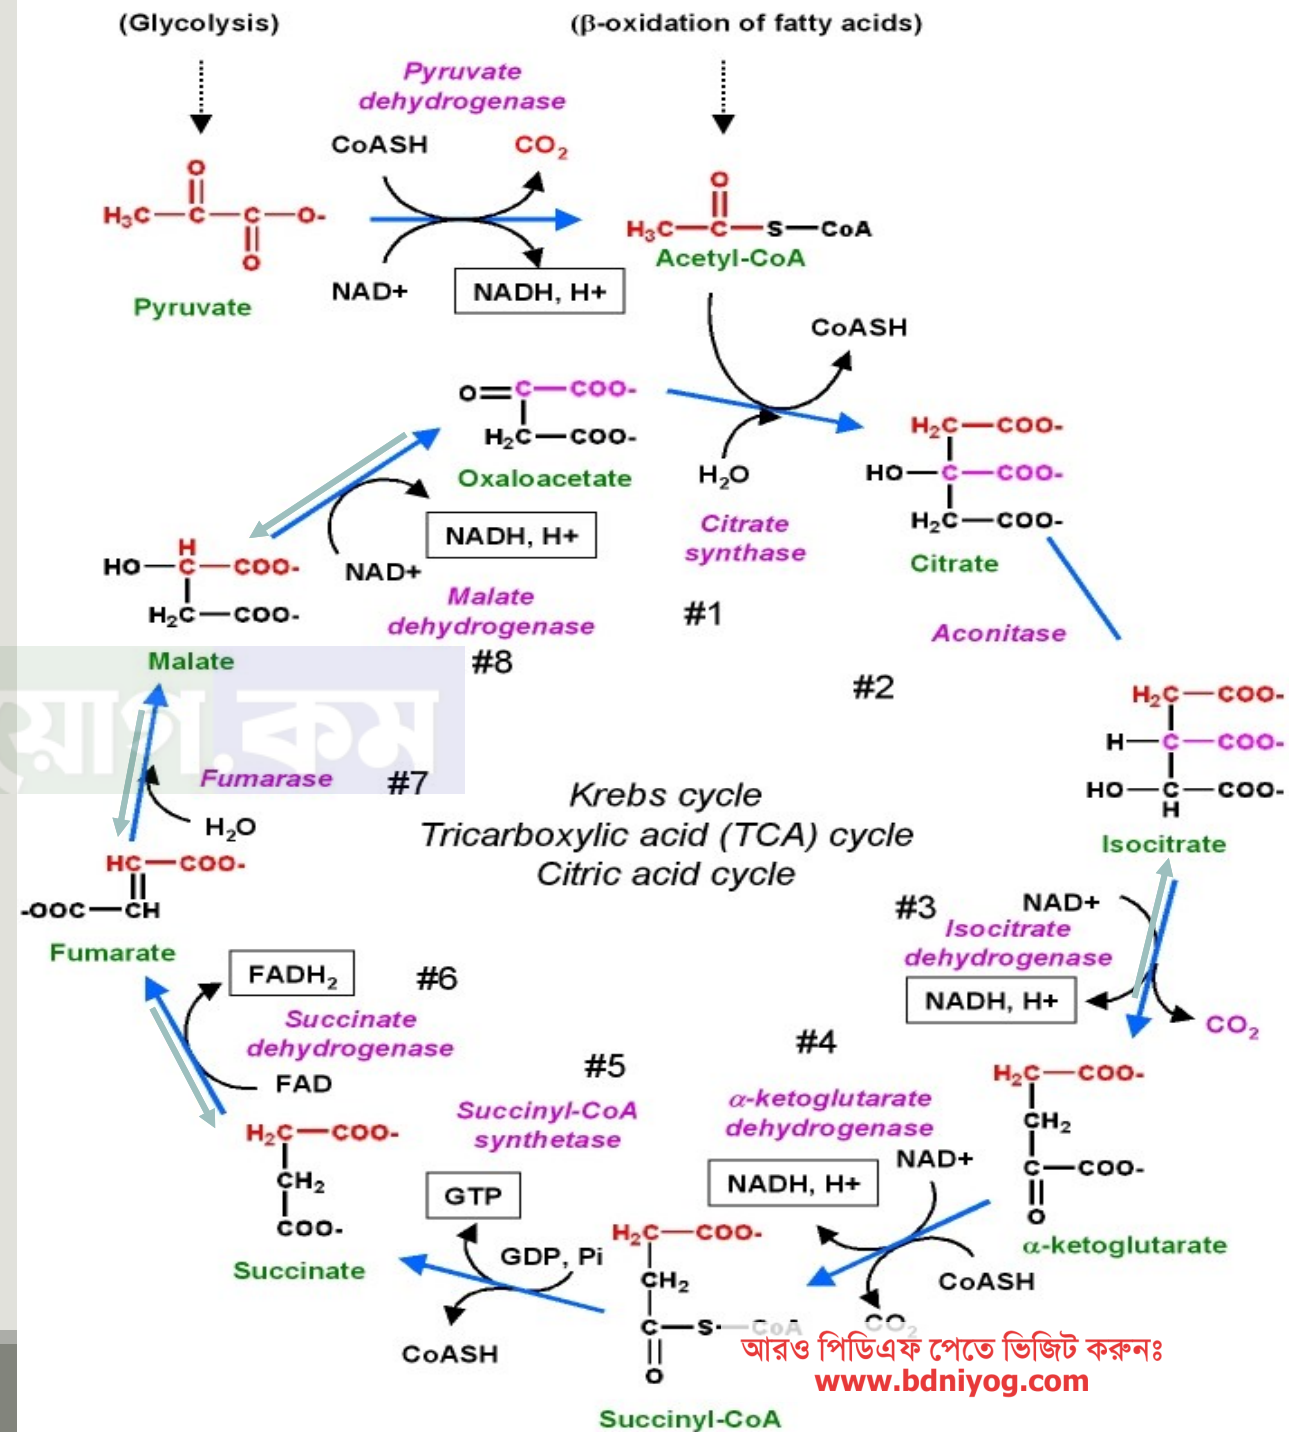 (Glycolysis)
(β-oxidation of fatty acids)
Pyruvate
dehydrogenase
CoASH
CO₂
O
H₃C—C—C—O-
O
Pyruvate
NAD+
NADH, H+
O
H₃C—C—S—CoA
Acetyl-CoA
CoASH
O=C—COO-
H₂C—COO-
Oxaloacetate
H₂O
Citrate
synthase
#1
H₂C—COO-
HO—C—COO-
H₂C—COO-
Citrate
Aconitase
#2
NADH, H+
NAD+
Malate
dehydrogenase
#8
H
HO—C—COO-
H₂C—COO-
Malate
য়োগ.কম
Fumarase
#7
H₂O
Krebs cycle
Tricarboxylic acid (TCA) cycle
Citric acid cycle
H₂C—COO-
H—C—COO-
HO—C—COO-
H
Isocitrate
HC—COO-
-OOC—CH
Fumarate
#3
NAD+
Isocitrate
dehydrogenase
NADH, H+
CO₂
FADH₂
#6
Succinate
dehydrogenase
FAD
#4
α-ketoglutarate
dehydrogenase
NAD+
NADH, H+
H₂C—COO-
CH₂
C—COO-
O
α-ketoglutarate
CoASH
CO₂
#5
Succinyl-CoA
synthetase
GTP
GDP, Pi
CoASH
H₂C—COO-
CH₂
COO-
Succinate
H₂C—COO-
CH₂
C—S-—CoA
O
Succinyl-CoA
আরও পিডিএফ পেতে ভিজিট করুনঃ
www.bdniyog.com